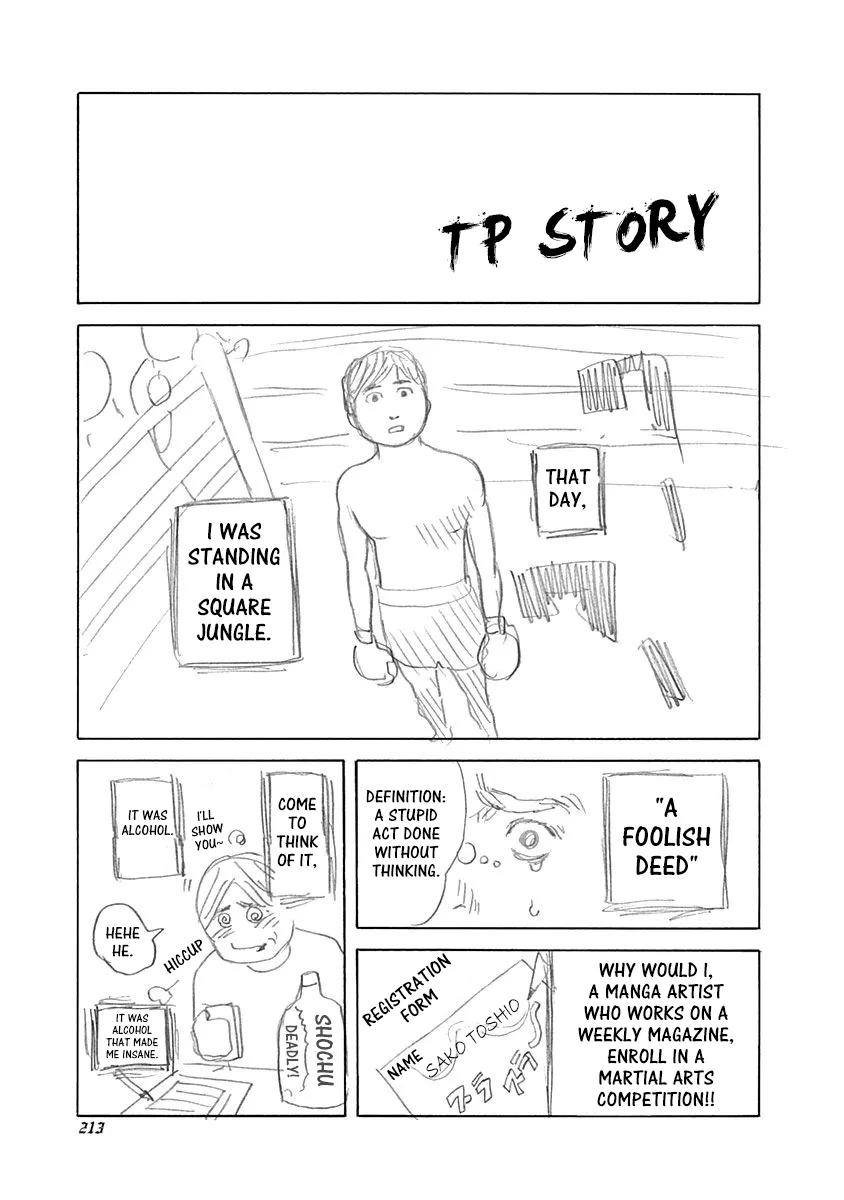 TP STORY
THAT
DAY,
I WAS
STANDING
IN A
SQUARE
JUNGLE.
"A
FOOLISH
DEED"
DEFINITION:
A STUPID
ACT DONE
WITHOUT
THINKING.
WHY WOULD I,
A MANGA ARTIST
WHO WORKS ON A
WEEKLY MAGAZINE,
ENROLL IN A
MARTIAL ARTS
COMPETITION!!
REGISTRATION
FORM
NAME
SAKO TOSHIO
COME
TO
THINK
OF IT,
I'LL
SHOW
YOU~
IT WAS
ALCOHOL.
HEHE
HE.
HICCUP
SHOCHU
DEADLY!
IT WAS
ALCOHOL
THAT MADE
ME INSANE.
213